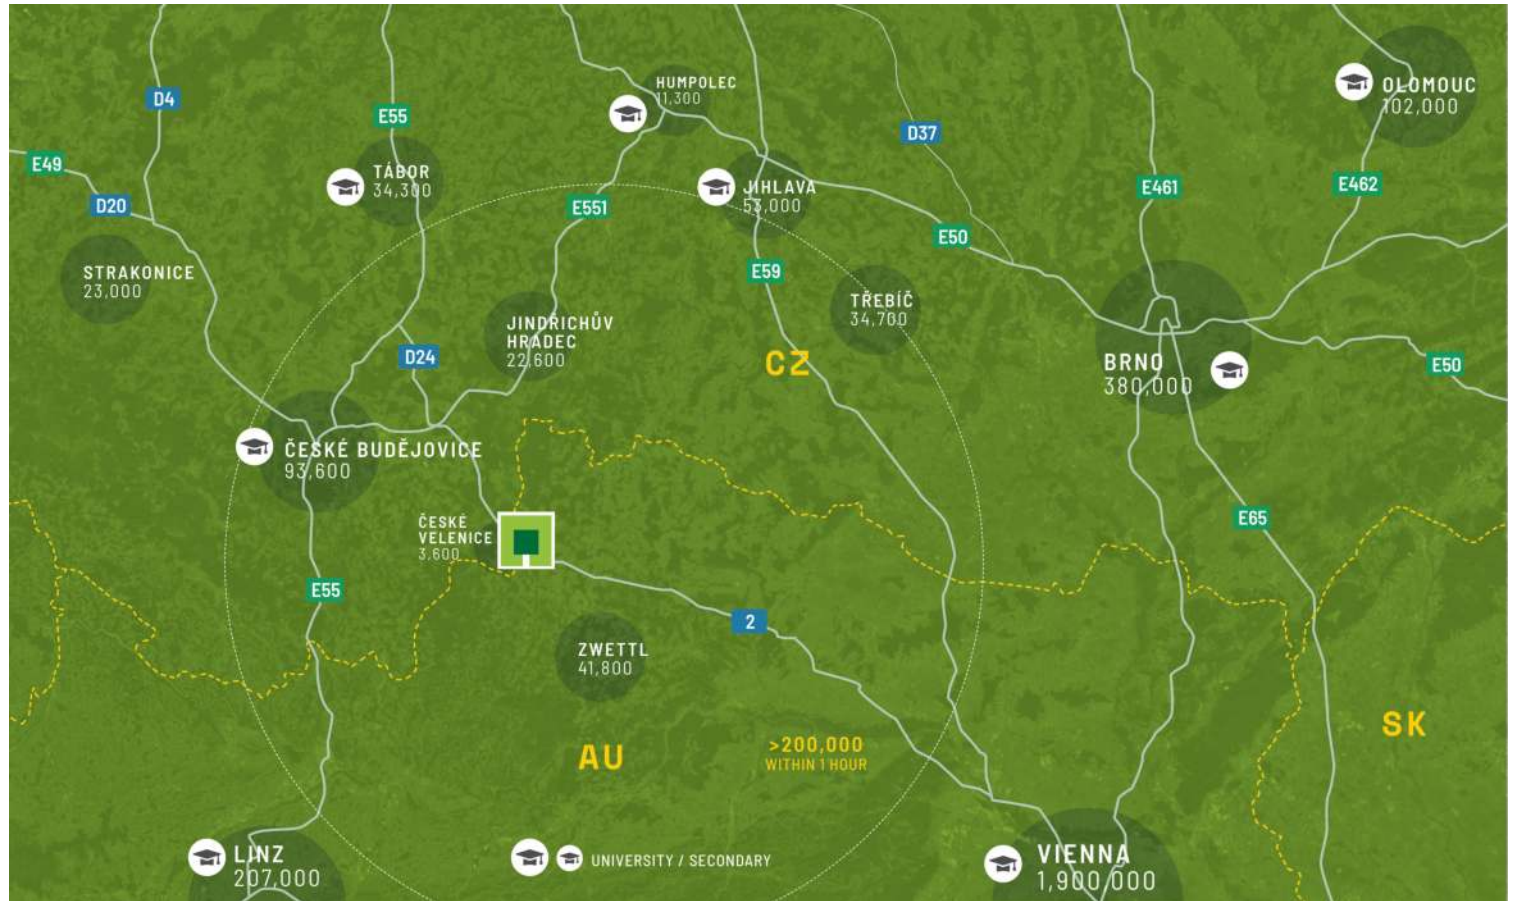 HUMPOLEC
11,300
OLOMOUC
102,000
D4
E55
D37
E49
TÁBOR
34,300
JIHLAVA
53,000
E461
E462
D20
E551
E50
STRAKONICE
23,000
E59
TŘEBÍČ
34,700
JINDŘICHŮV
HRADEC
22,600
D24
CZ
BRNO
380,000
E50
ČESKÉ BUDĚJOVICE
93,600
ČESKÉ
VELENICE
3,600
E65
E55
2
ZWETTL
41,800
SK
AU
>200,000
WITHIN 1 HOUR
LINZ
207,000
UNIVERSITY / SECONDARY
VIENNA
1,900,000